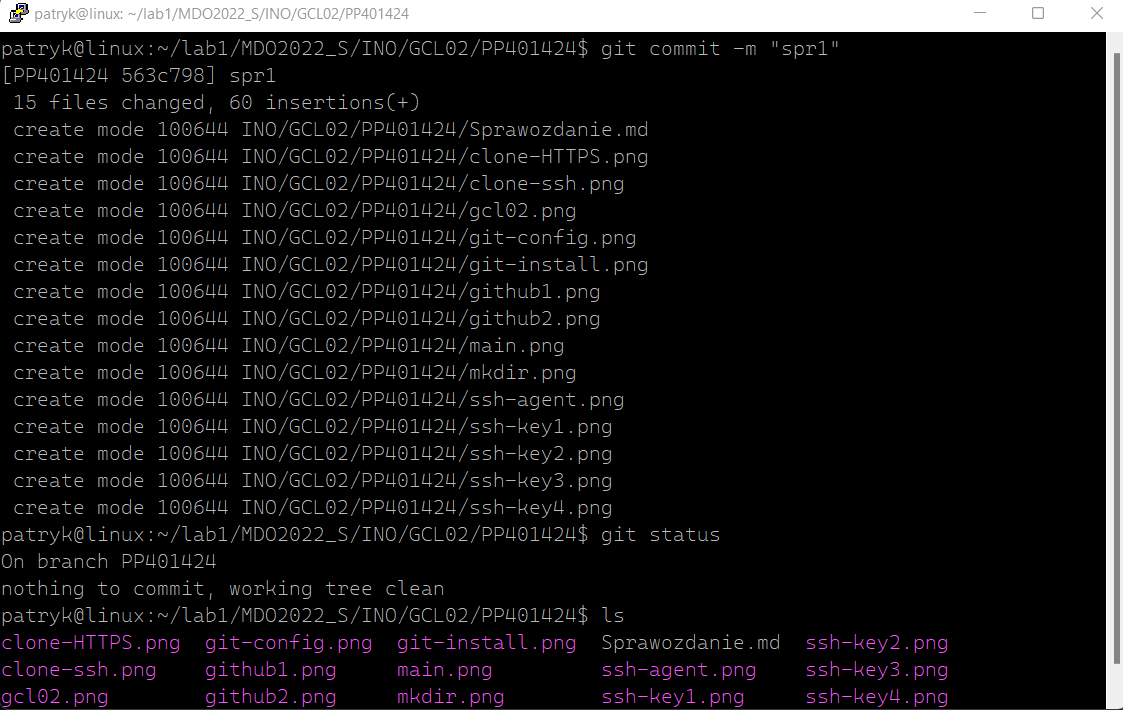 patryk@linux: ~/lab1/MDO2022_S/INO/GCL02/PP401424
patryk@linux:~/lab1/MDO2022_S/INO/GCL02/PP401424$ git commit -m "spr1"
[PP401424 563c798] spr1
 15 files changed, 60 insertions(+)
 create mode 100644 INO/GCL02/PP401424/Sprawozdanie.md
 create mode 100644 INO/GCL02/PP401424/clone-HTTPS.png
 create mode 100644 INO/GCL02/PP401424/clone-ssh.png
 create mode 100644 INO/GCL02/PP401424/gcl02.png
 create mode 100644 INO/GCL02/PP401424/git-config.png
 create mode 100644 INO/GCL02/PP401424/git-install.png
 create mode 100644 INO/GCL02/PP401424/github1.png
 create mode 100644 INO/GCL02/PP401424/github2.png
 create mode 100644 INO/GCL02/PP401424/main.png
 create mode 100644 INO/GCL02/PP401424/mkdir.png
 create mode 100644 INO/GCL02/PP401424/ssh-agent.png
 create mode 100644 INO/GCL02/PP401424/ssh-key1.png
 create mode 100644 INO/GCL02/PP401424/ssh-key2.png
 create mode 100644 INO/GCL02/PP401424/ssh-key3.png
 create mode 100644 INO/GCL02/PP401424/ssh-key4.png
patryk@linux:~/lab1/MDO2022_S/INO/GCL02/PP401424$ git status
On branch PP401424
nothing to commit, working tree clean
patryk@linux:~/lab1/MDO2022_S/INO/GCL02/PP401424$ ls
clone-HTTPS.png  git-config.png  git-install.png  Sprawozdanie.md  ssh-key2.png
clone-ssh.png    github1.png     main.png         ssh-agent.png    ssh-key3.png
gcl02.png        github2.png     mkdir.png        ssh-key1.png     ssh-key4.png